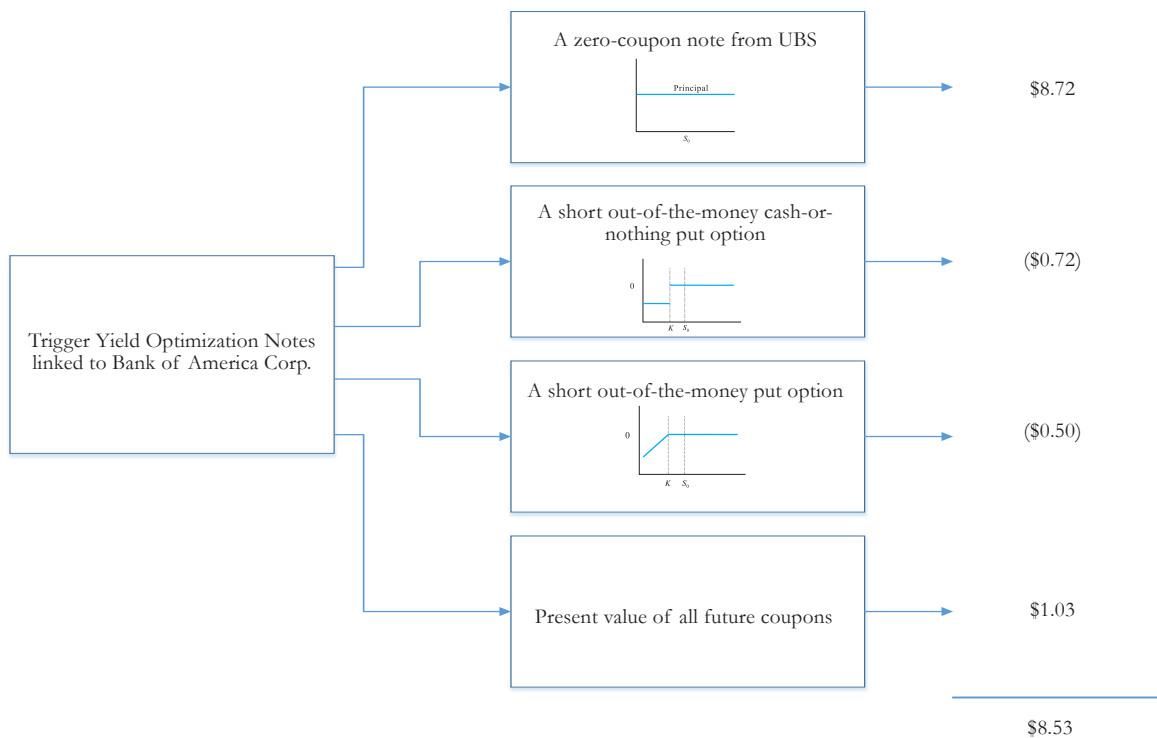 A zero-coupon note from UBS
Principal
S₀
$8.72
A short out-of-the-money cash-or-
nothing put option
0
K S₀
($0.72)
Trigger Yield Optimization Notes
linked to Bank of America Corp.
A short out-of-the-money put option
0
K S₀
($0.50)
Present value of all future coupons
$1.03
$8.53